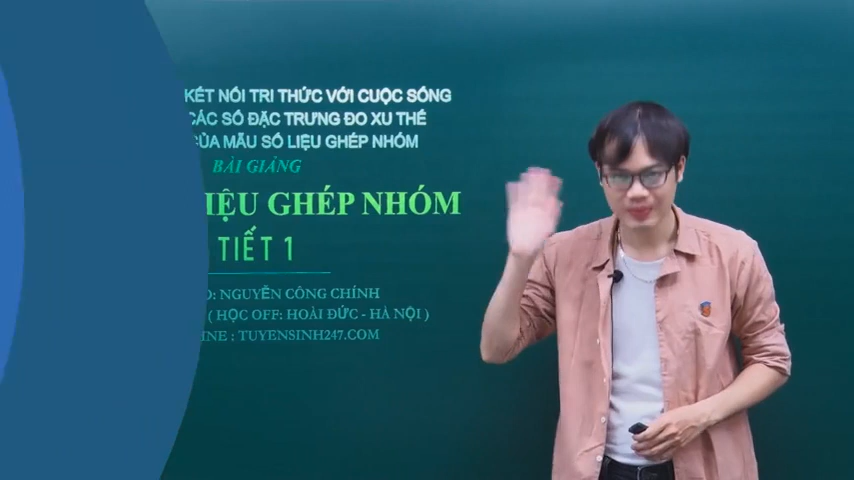 KẾT NỐI TRI THỨC VỚI CUỘC SỐNG
CÁC SỐ ĐẶC TRƯNG ĐO XU THẾ
CỦA MẪU SỐ LIỆU GHÉP NHÓM
BÀI GIẢNG
IỆU GHÉP NHÓM
TIẾT 1
: NGUYỄN CÔNG CHÍNH
( HỌC OFF: HOÀI ĐỨC - HÀ NỘI )
INE : TUYENSINH247.COM